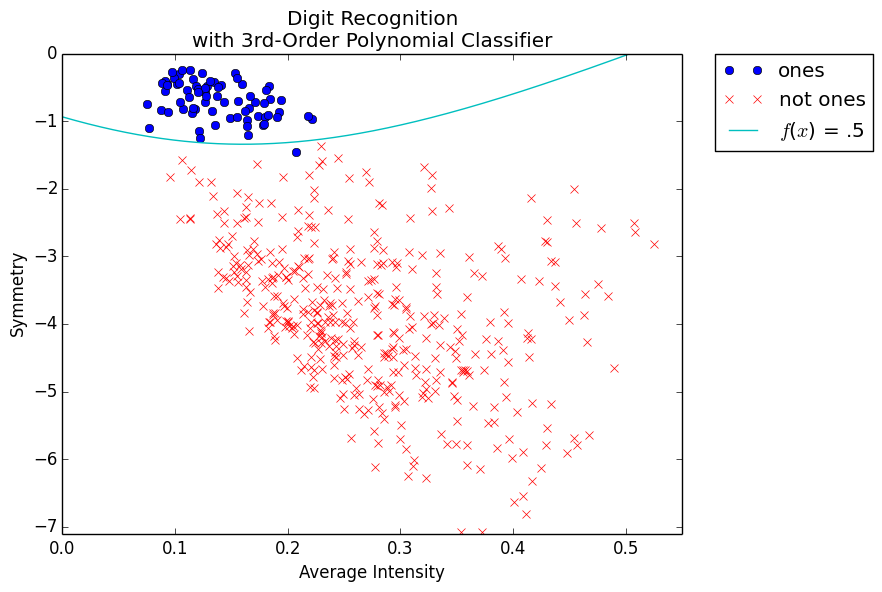 Digit Recognition
with 3rd-Order Polynomial Classifier
ones
not ones
f(x) = .5
Symmetry
0
−1
−2
−3
−4
−5
−6
−7
0.0 0.1 0.2 0.3 0.4 0.5
Average Intensity